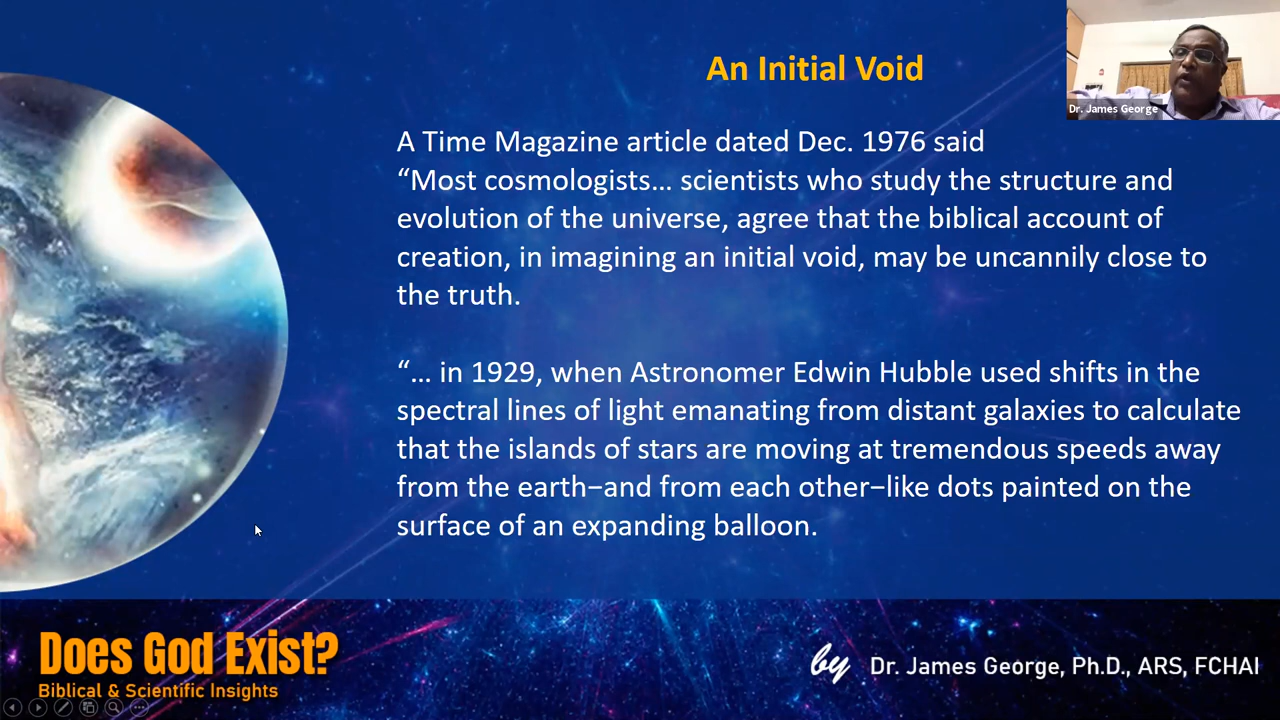 An Initial Void
Dr. James George
A Time Magazine article dated Dec. 1976 said
“Most cosmologists… scientists who study the structure and
evolution of the universe, agree that the biblical account of
creation, in imagining an initial void, may be uncannily close to
the truth.
“… in 1929, when Astronomer Edwin Hubble used shifts in the
spectral lines of light emanating from distant galaxies to calculate
that the islands of stars are moving at tremendous speeds away
from the earth–and from each other–like dots painted on the
surface of an expanding balloon.
Does God Exist?
Biblical & Scientific Insights
by Dr. James George, Ph.D., ARS, FCHAI